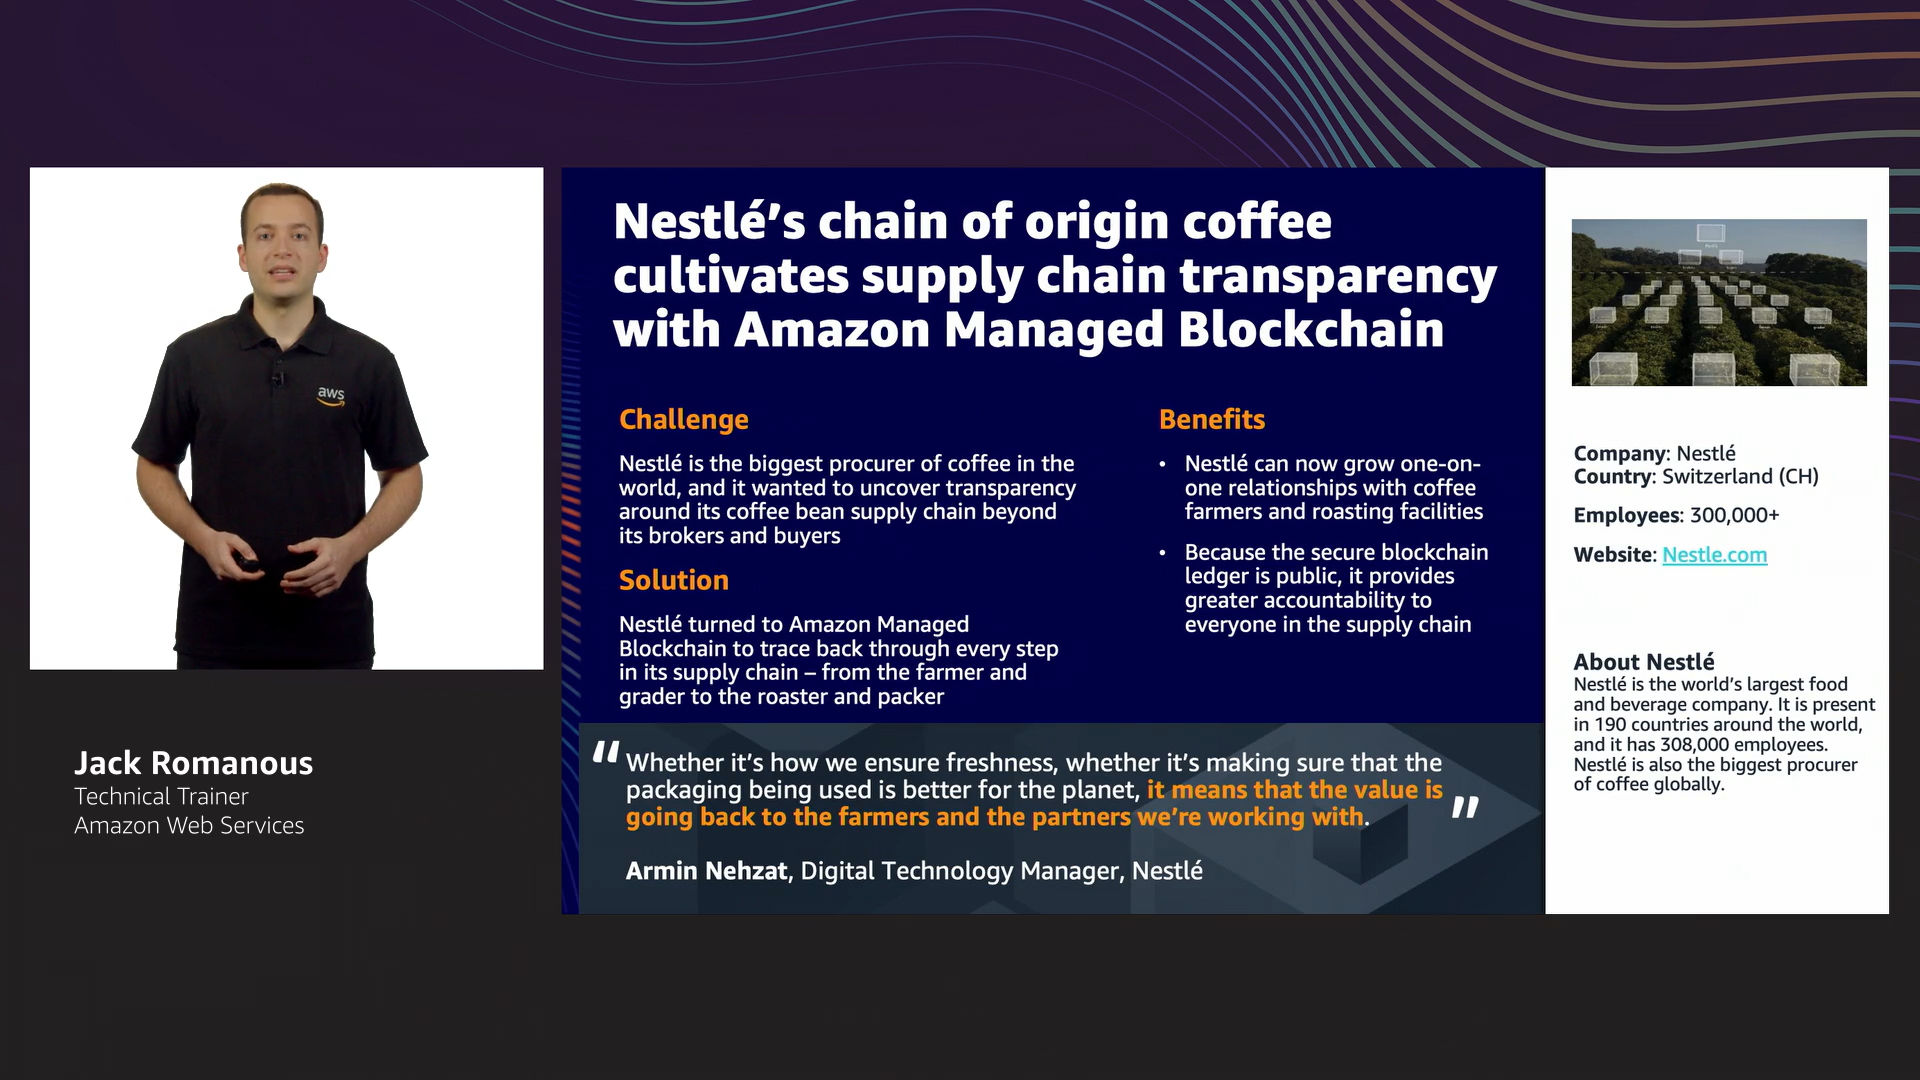 aws
Jack Romanous
Technical Trainer
Amazon Web Services
Nestlé’s chain of origin coffee
cultivates supply chain transparency
with Amazon Managed Blockchain
Challenge
Nestlé is the biggest procurer of coffee in the
world, and it wanted to uncover transparency
around its coffee bean supply chain beyond
its brokers and buyers
Solution
Nestlé turned to Amazon Managed
Blockchain to trace back through every step
in its supply chain – from the farmer and
grader to the roaster and packer
Benefits
• Nestlé can now grow one-on-
one relationships with coffee
farmers and roasting facilities
• Because the secure blockchain
ledger is public, it provides
greater accountability to
everyone in the supply chain
“ Whether it’s how we ensure freshness, whether it’s making sure that the
packaging being used is better for the planet, it means that the value is
going back to the farmers and the partners we’re working with. ”
Armin Nehzat, Digital Technology Manager, Nestlé
Company: Nestlé
Country: Switzerland (CH)
Employees: 300,000+
Website: Nestle.com
About Nestlé
Nestlé is the world’s largest food
and beverage company. It is present
in 190 countries around the world,
and it has 308,000 employees.
Nestlé is also the biggest procurer
of coffee globally.